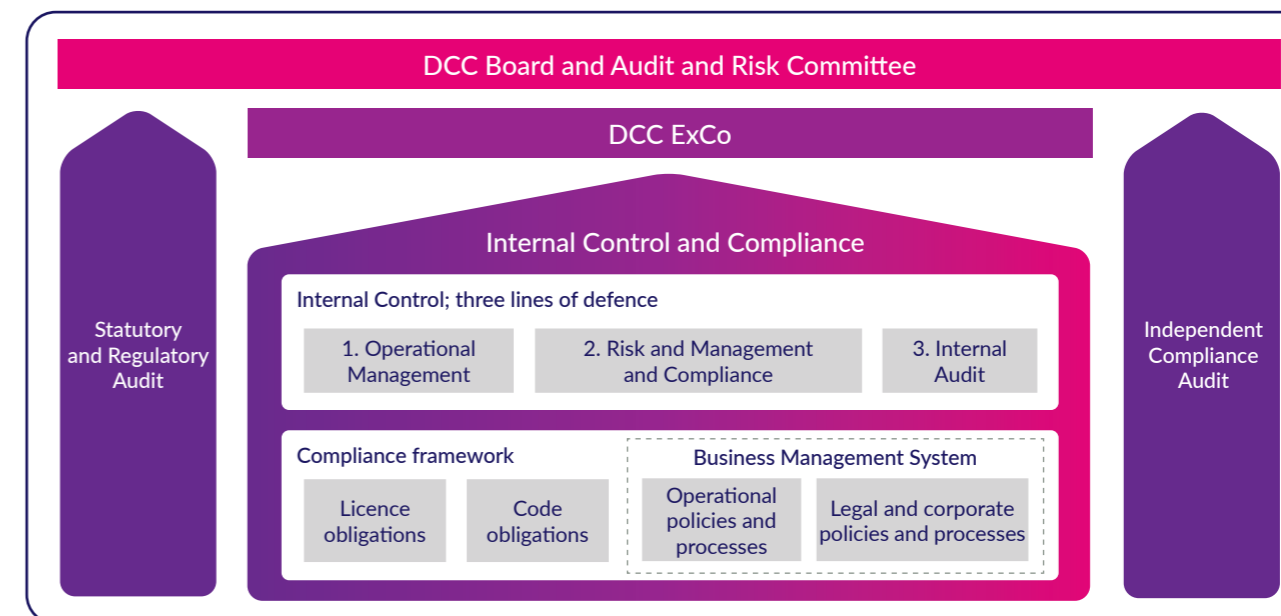 DCC Board and Audit and Risk Committee
DCC ExCo
Statutory
and Regulatory
Audit
Internal Control and Compliance
Internal Control; three lines of defence
1. Operational
Management
2. Risk and Management
and Compliance
3. Internal
Audit
Compliance framework
Licence
obligations
Code
obligations
Business Management System
Operational
policies and
processes
Legal and corporate
policies and processes
Independent
Compliance
Audit